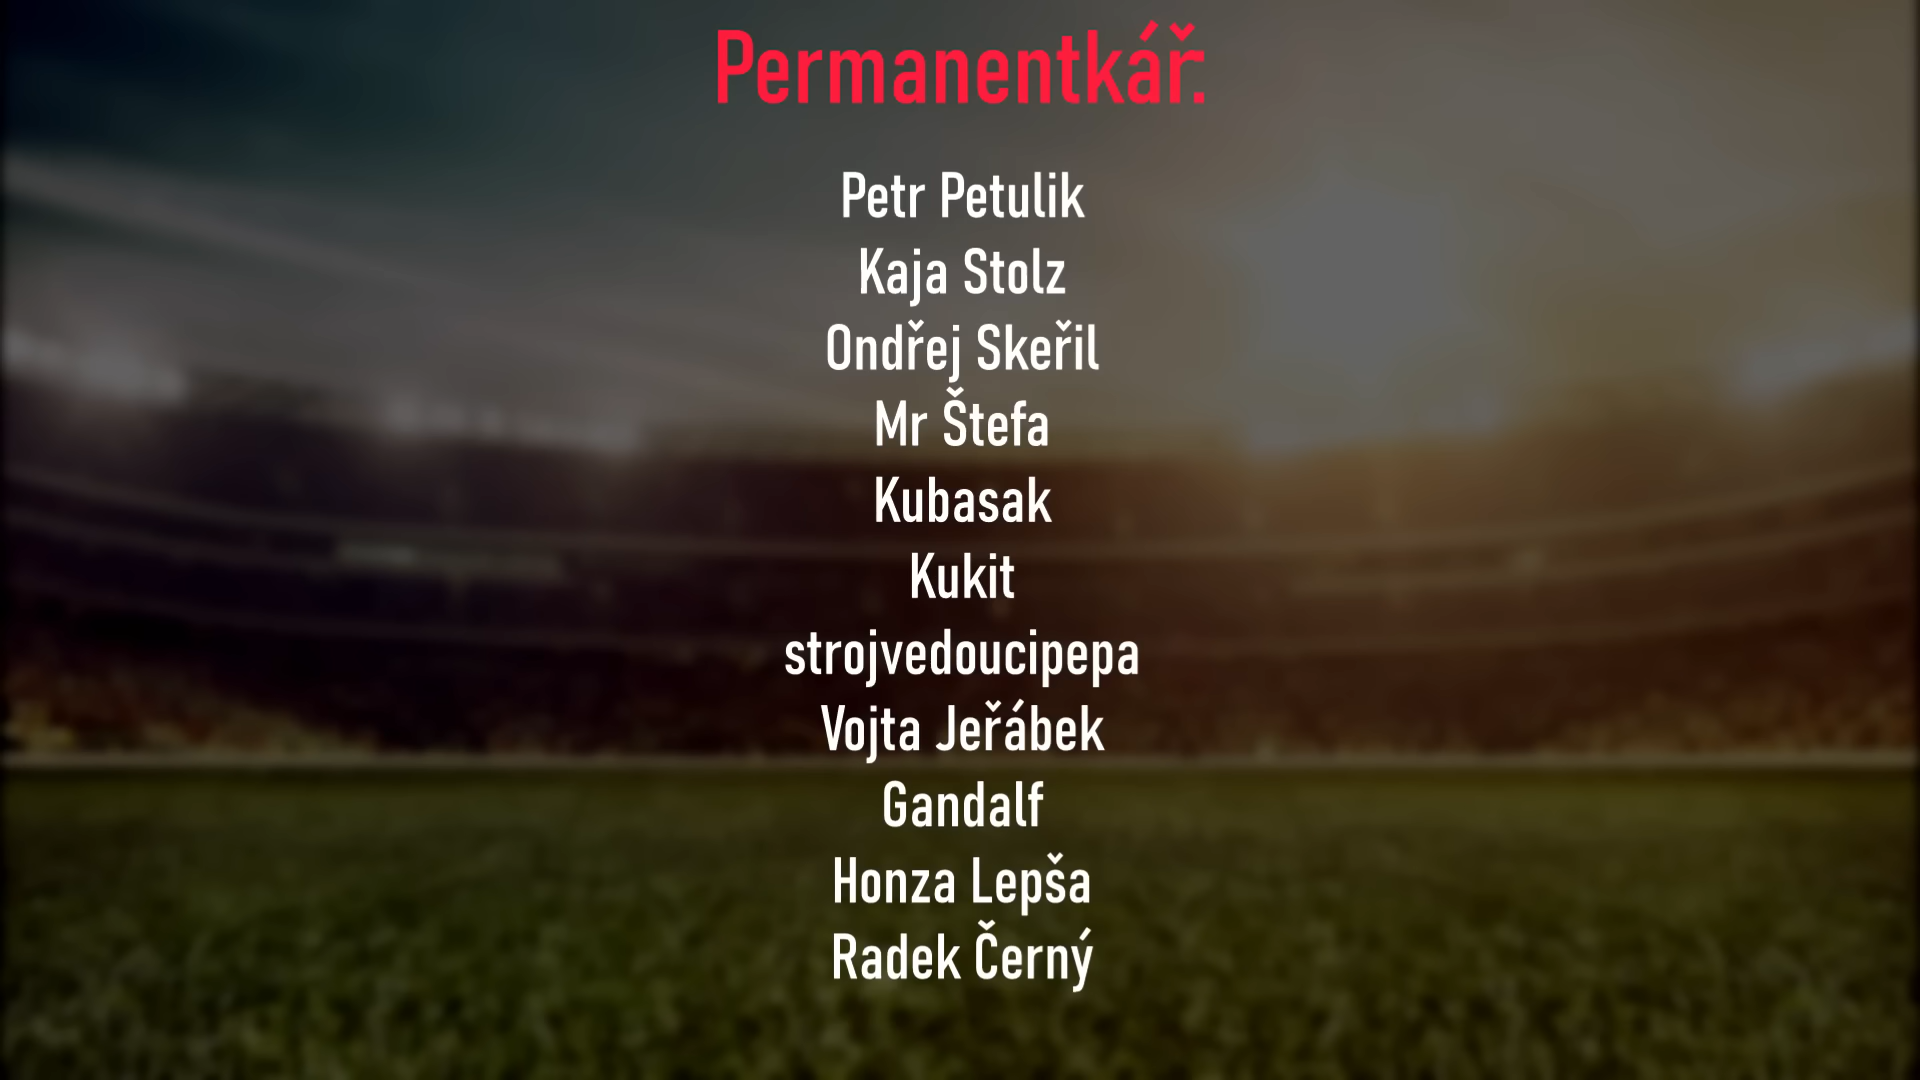 Permanentkář:
Petr Petulik
Kaja Stolz
Ondřej Skeřil
Mr Štefa
Kubasak
Kukit
strojvedoucipepa
Vojta Jeřábek
Gandalf
Honza Lepša
Radek Černý